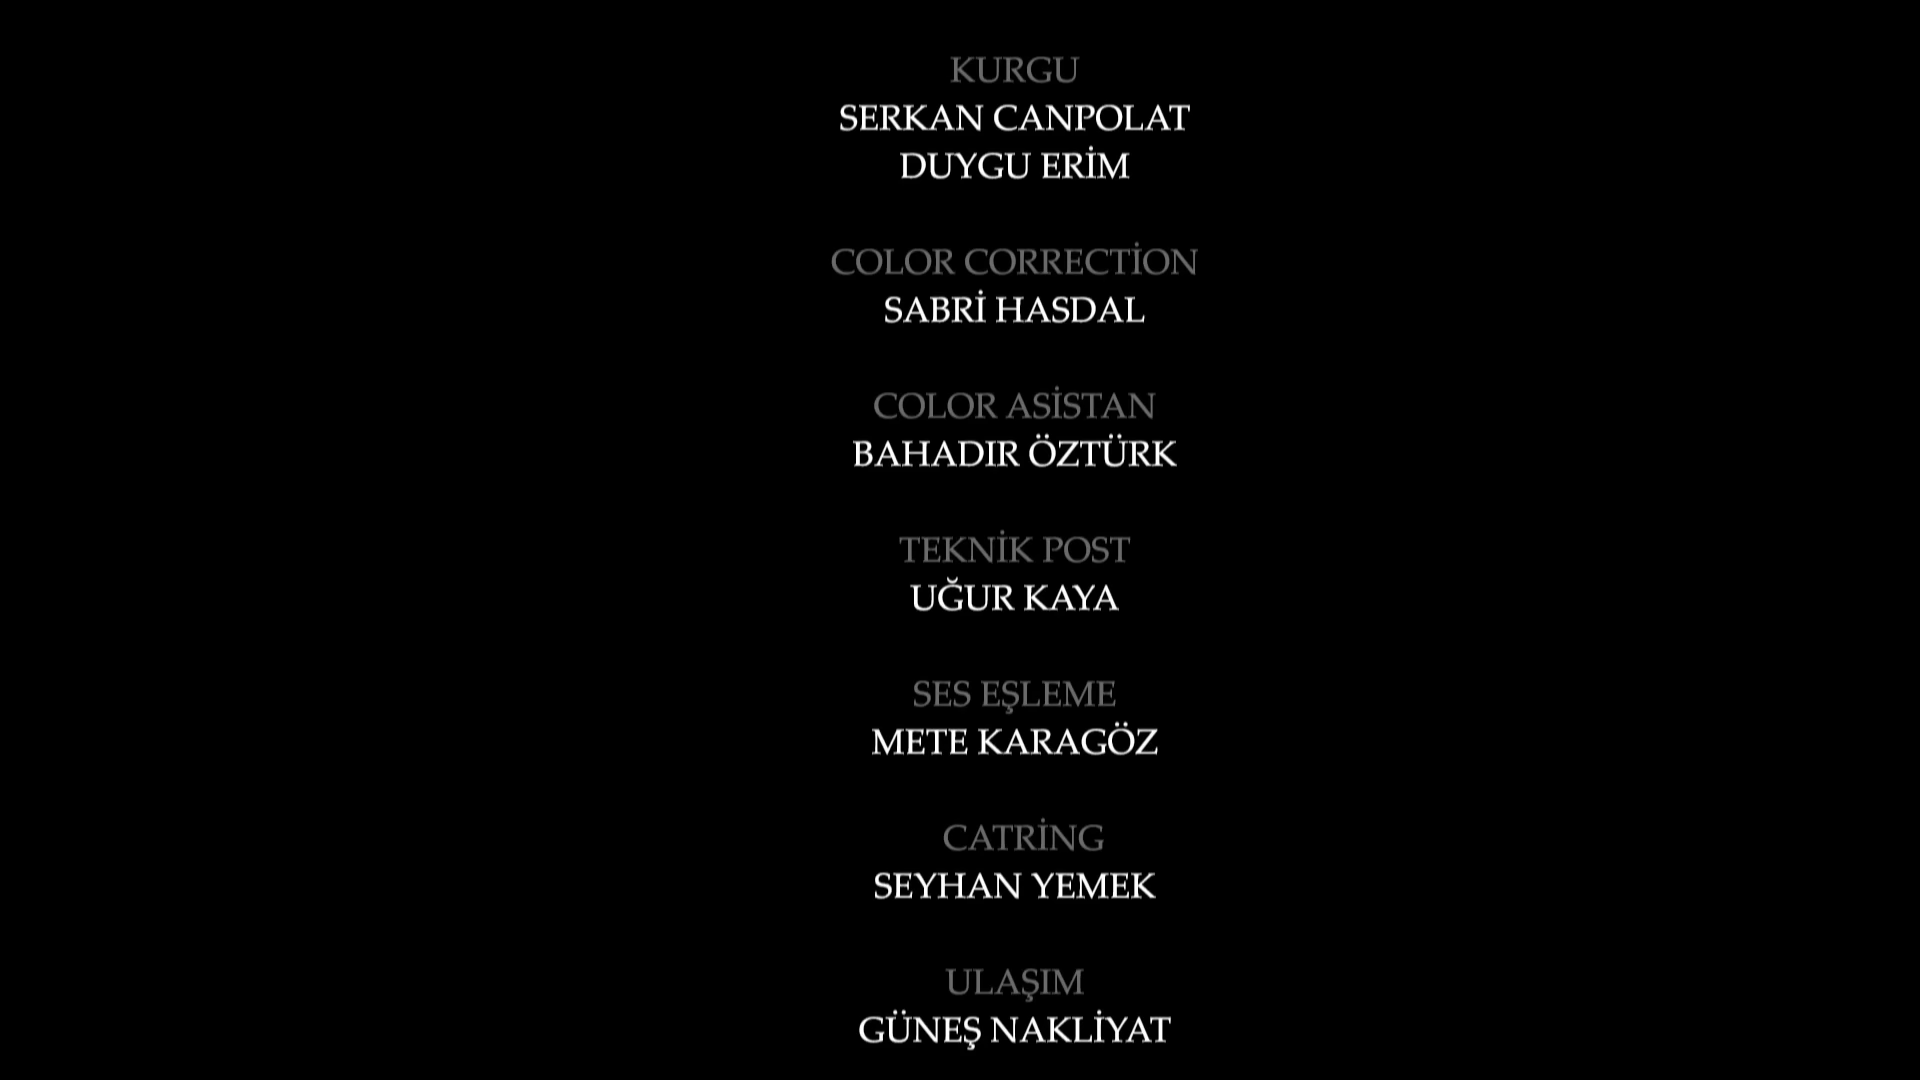 KURGU
SERKAN CANPOLAT
DUYGU ERİM
COLOR CORRECTİON
SABRİ HASDAL
COLOR ASİSTAN
BAHADIR ÖZTÜRK
TEKNİK POST
UĞUR KAYA
SES EŞLEME
METE KARAGÖZ
CATRİNG
SEYHAN YEMEK
ULAŞIM
GÜNEŞ NAKLİYAT